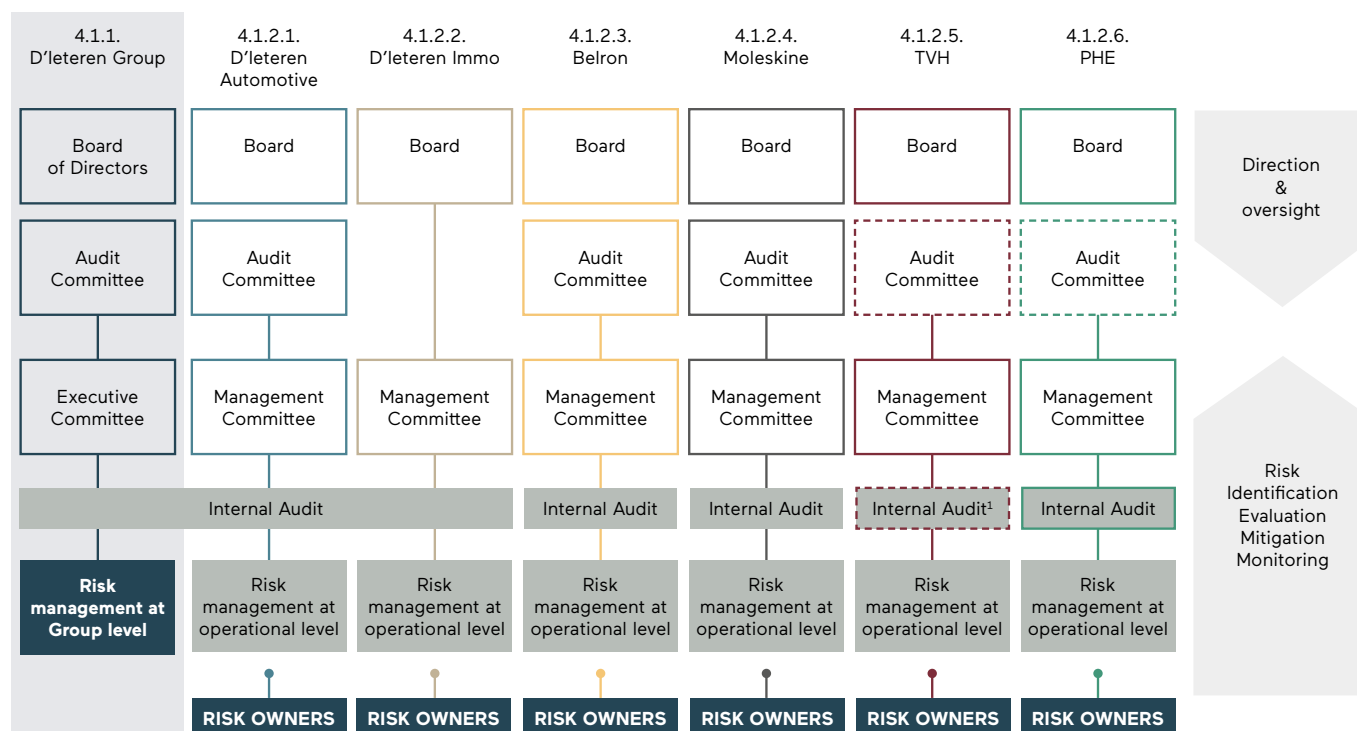 4.1.1.
D'Ieteren Group
4.1.2.1.
D'Ieteren
Automotive
4.1.2.2.
D'Ieteren Immo
4.1.2.3.
Belron
4.1.2.4.
Moleskine
4.1.2.5.
TVH
4.1.2.6.
PHE
Board
of Directors
Board
Board
Board
Board
Board
Board
Direction
&
oversight
Audit
Committee
Audit
Committee
Audit
Committee
Audit
Committee
Audit
Committee
Audit
Committee
Executive
Committee
Management
Committee
Management
Committee
Management
Committee
Management
Committee
Management
Committee
Management
Committee
Risk
Identification
Evaluation
Mitigation
Monitoring
Internal Audit
Internal Audit
Internal Audit
Internal Audit¹
Internal Audit
Risk
management at
Group level
Risk
management at
operational level
Risk
management at
operational level
Risk
management at
operational level
Risk
management at
operational level
Risk
management at
operational level
Risk
management at
operational level
RISK OWNERS
RISK OWNERS
RISK OWNERS
RISK OWNERS
RISK OWNERS
RISK OWNERS